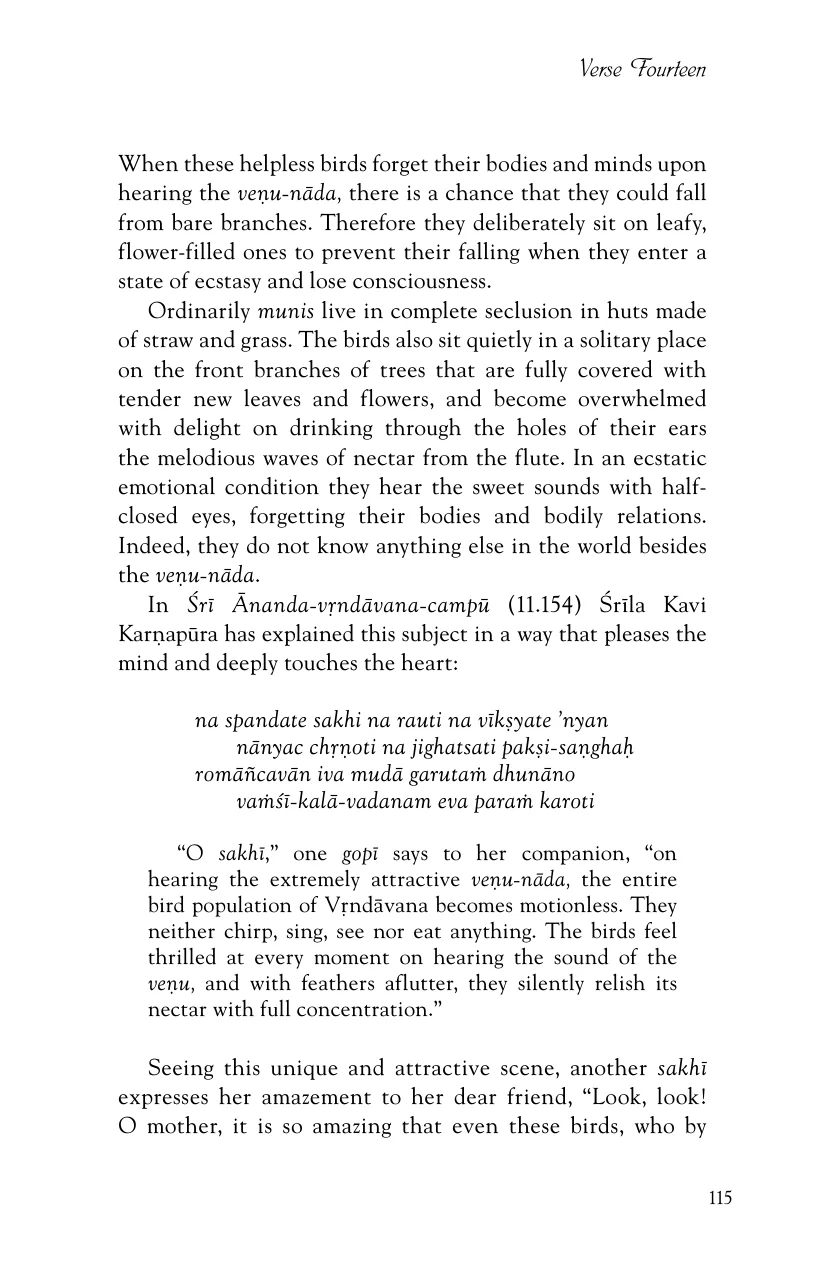 Verse Fourteen
When these helpless birds forget their bodies and minds upon
hearing the veṇu-nāda, there is a chance that they could fall
from bare branches. Therefore they deliberately sit on leafy,
flower-filled ones to prevent their falling when they enter a
state of ecstasy and lose consciousness.
Ordinarily munis live in complete seclusion in huts made
of straw and grass. The birds also sit quietly in a solitary place
on the front branches of trees that are fully covered with
tender new leaves and flowers, and become overwhelmed
with delight on drinking through the holes of their ears
the melodious waves of nectar from the flute. In an ecstatic
emotional condition they hear the sweet sounds with half-
closed eyes, forgetting their bodies and bodily relations.
Indeed, they do not know anything else in the world besides
the veṇu-nāda.
In Śrī Ānanda-vṛndāvana-campū (11.154) Śrīla Kavi
Karṇapūra has explained this subject in a way that pleases the
mind and deeply touches the heart:
na spandate sakhi na rauti na vīkṣyate ’nyan
nānyac chṛṇoti na jighatsati pakṣi-saṇghaḥ
romāñcavān iva mudā garutaṁ dhunāno
vaṁśī-kalā-vadanam eva paraṁ karoti
“O sakhī,” one gopī says to her companion, “on
hearing the extremely attractive veṇu-nāda, the entire
bird population of Vṛndāvana becomes motionless. They
neither chirp, sing, see nor eat anything. The birds feel
thrilled at every moment on hearing the sound of the
veṇu, and with feathers aflutter, they silently relish its
nectar with full concentration.”
Seeing this unique and attractive scene, another sakhī
expresses her amazement to her dear friend, “Look, look!
O mother, it is so amazing that even these birds, who by
115